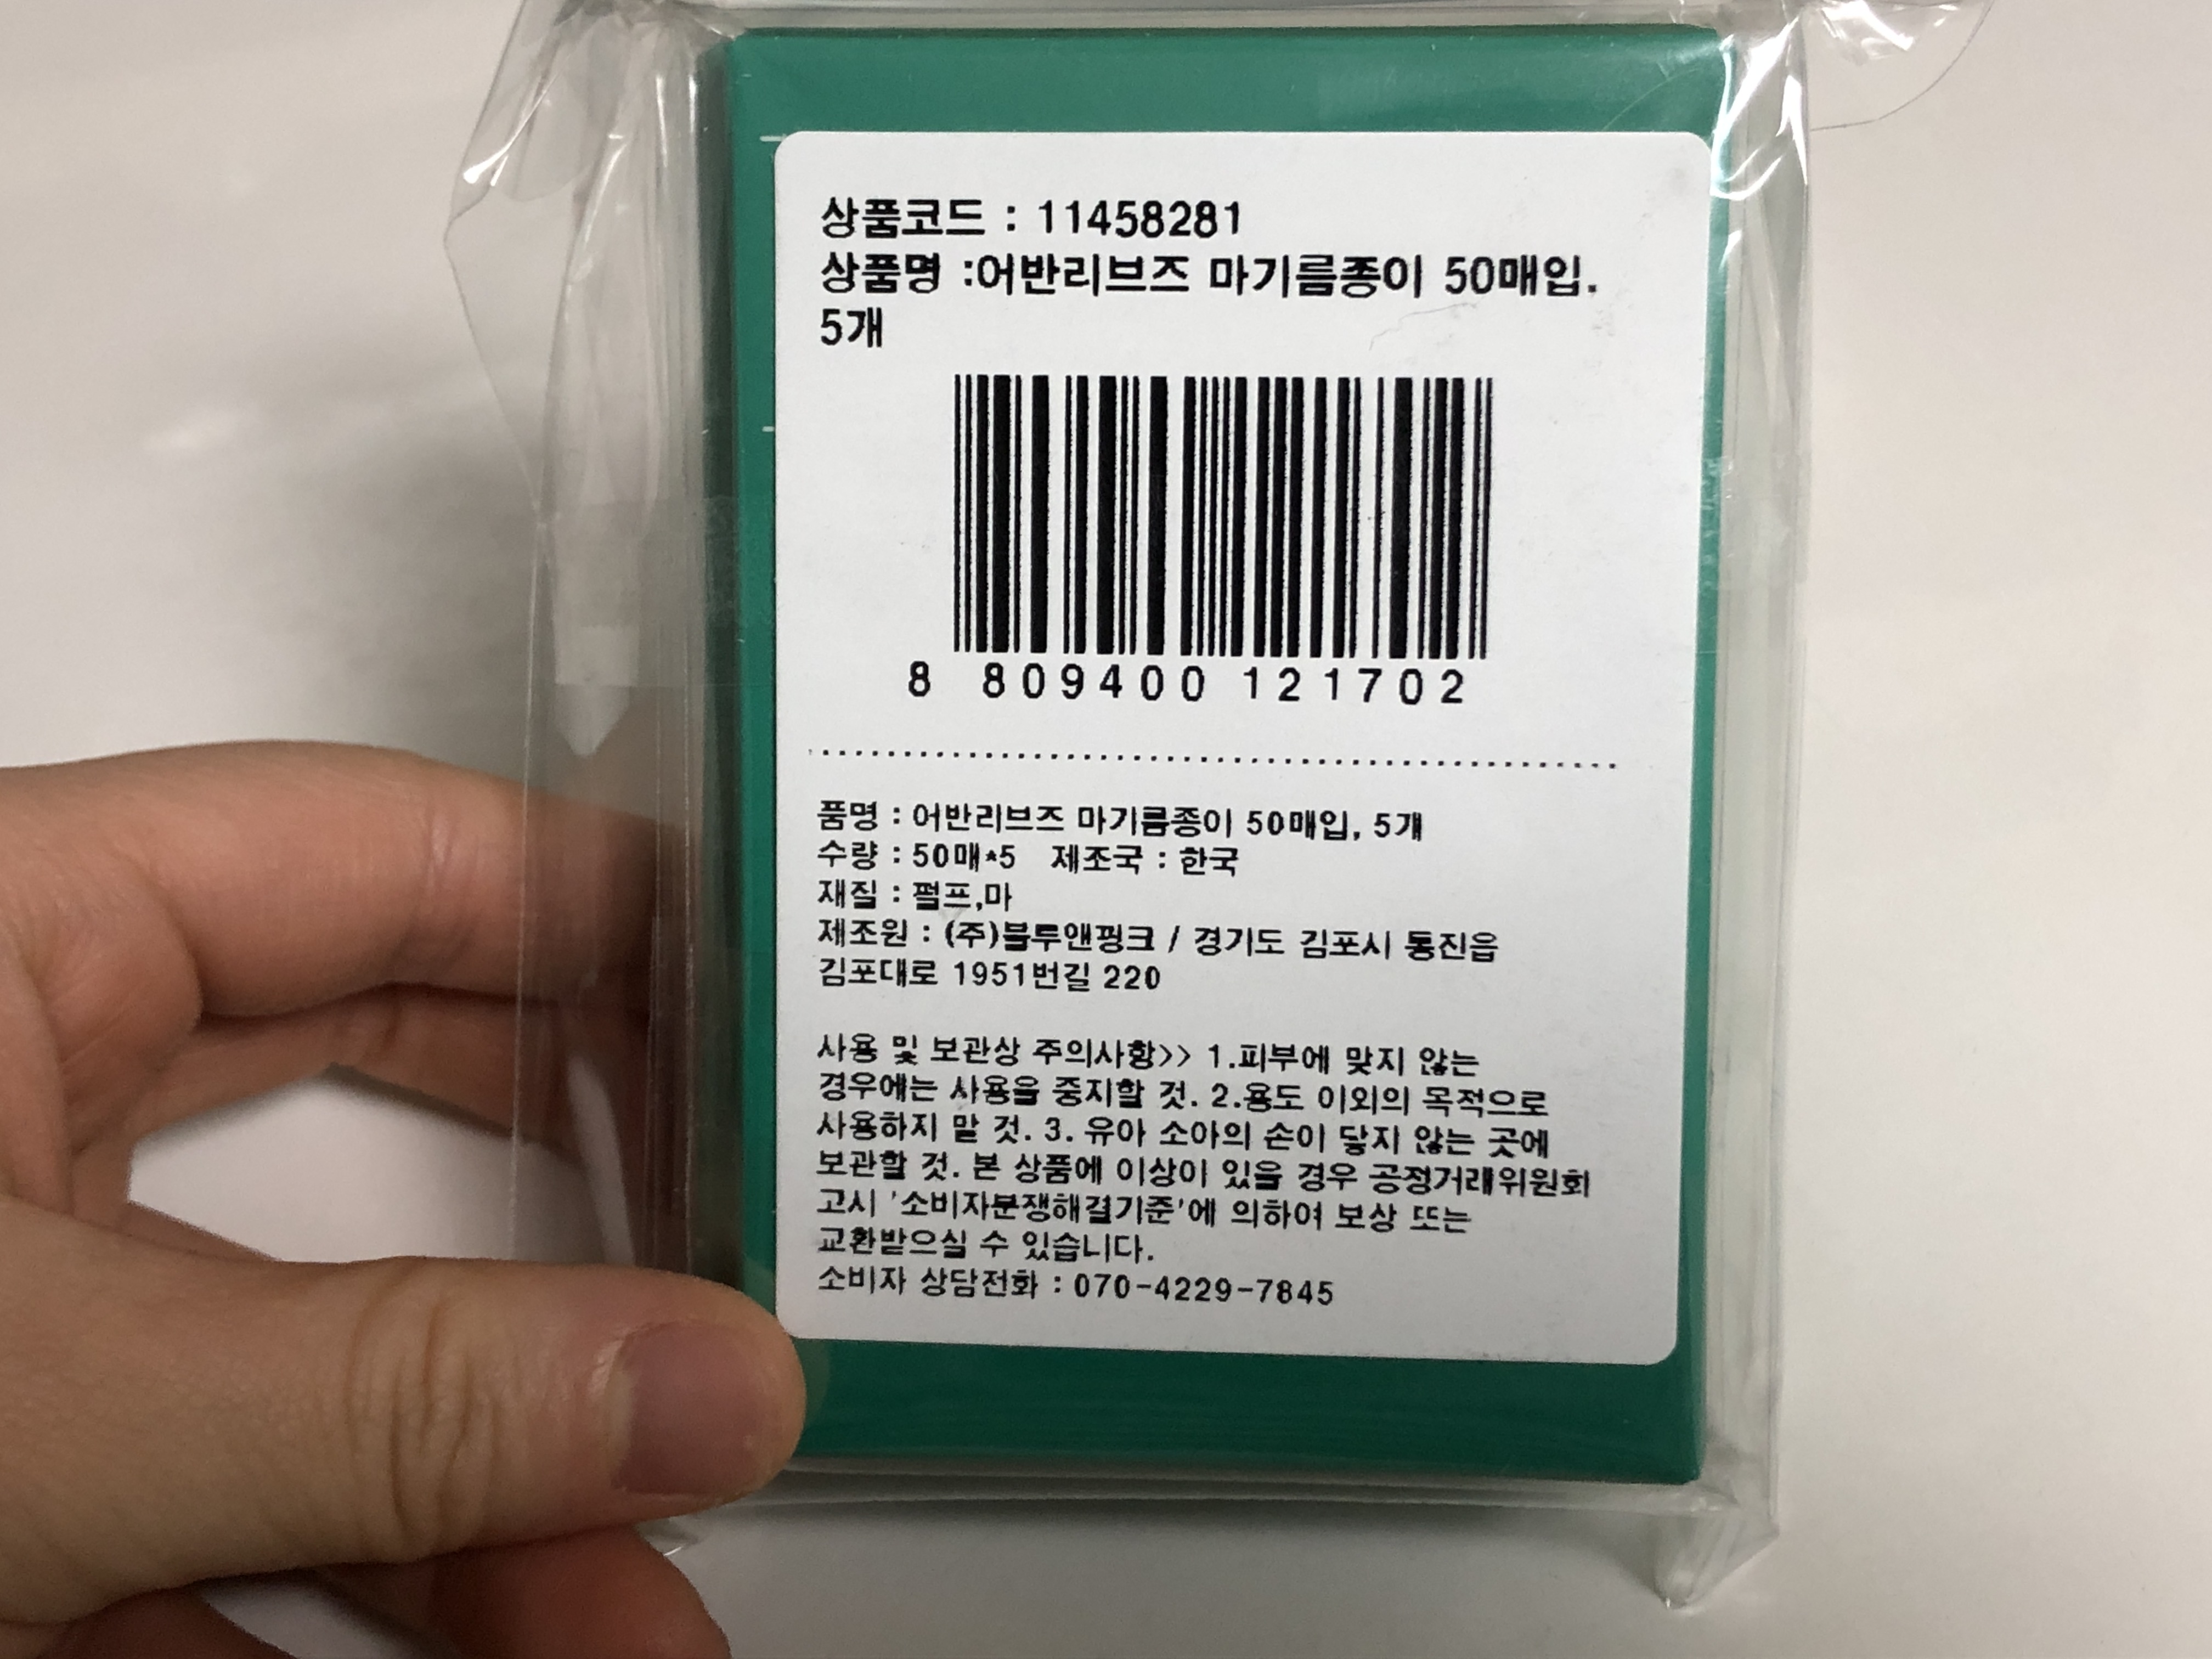 상품코드 : 11458281
상품명 :어반리브즈 마기름종이 50매입.
5개
8 809400 121702
품명 : 어반리브즈 마기름종이 50매입, 5개
수량 : 50매*5 제조국 : 한국
재질 : 펄프,마
제조원 : (주)블루앤핑크 / 경기도 김포시 통진읍
김포대로 1951번길 220
사용 및 보관상 주의사항>> 1.피부에 맞지 않는
경우에는 사용을 중지할 것. 2.용도 이외의 목적으로
사용하지 말 것. 3. 유아 소아의 손이 닿지 않는 곳에
보관할 것. 본 상품에 이상이 있을 경우 공정거래위원회
고시 '소비자분쟁해결기준'에 의하여 보상 또는
교환받으실 수 있습니다.
소비자 상담전화 : 070-4229-7845